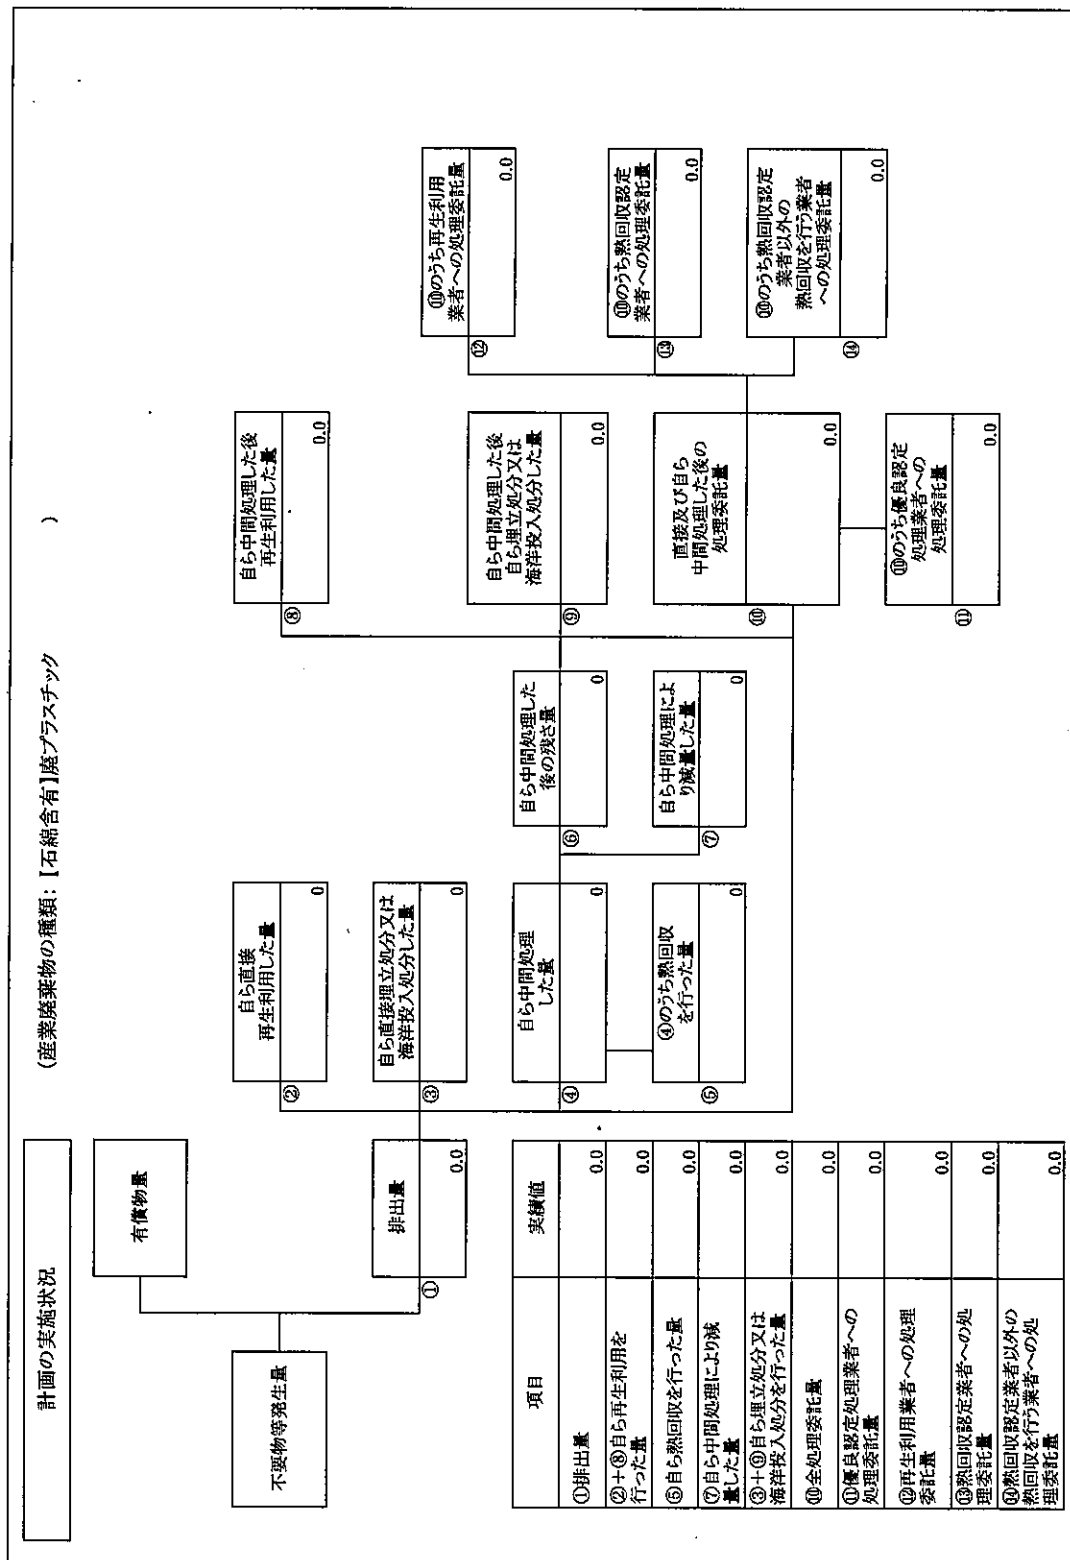 計画の実施状況
(産業廃棄物の種類:【石綿含有】廃プラスチック
)
不要物等発生量
有償物量
①
排出量
0.0
②
自ら直接
再生利用した量
0
③
自ら直接埋立処分又は
海洋投入処分した量
0
④
自ら中間処理
した量
0
⑤
④のうち熱回収
を行った量
0
⑥
自ら中間処理した
後の残さ量
0
⑦
自ら中間処理によ
り減量した量
0
⑧
自ら中間処理した後
再生利用した量
0.0
⑨
自ら中間処理した後
自ら埋立処分又は
海洋投入処分した量
0.0
⑩
直接及び自ら
中間処理した後の
処理委託量
0.0
⑪
⑩のうち優良認定
処理業者への
処理委託量
0.0
⑫
⑩のうち再生利用
業者への処理委託量
0.0
⑬
⑩のうち熱回収認定
業者への処理委託量
0.0
⑭
⑩のうち熱回収認定
業者以外の
熱回収を行う業者
への処理委託量
0.0
項目
実績値
①排出量
0.0
②+⑧自ら再生利用を
行った量
0.0
⑤自ら熱回収を行った量
0.0
⑦自ら中間処理により減
量した量
0.0
③+⑨自ら埋立処分又は
海洋投入処分を行った量
0.0
⑩全処理委託量
0.0
⑪優良認定処理業者への
処理委託量
0.0
⑫再生利用業者への処理
委託量
0.0
⑬熱回収認定業者への処
理委託量
0.0
⑭熱回収認定業者以外の
熱回収を行う業者への処
理委託量
0.0